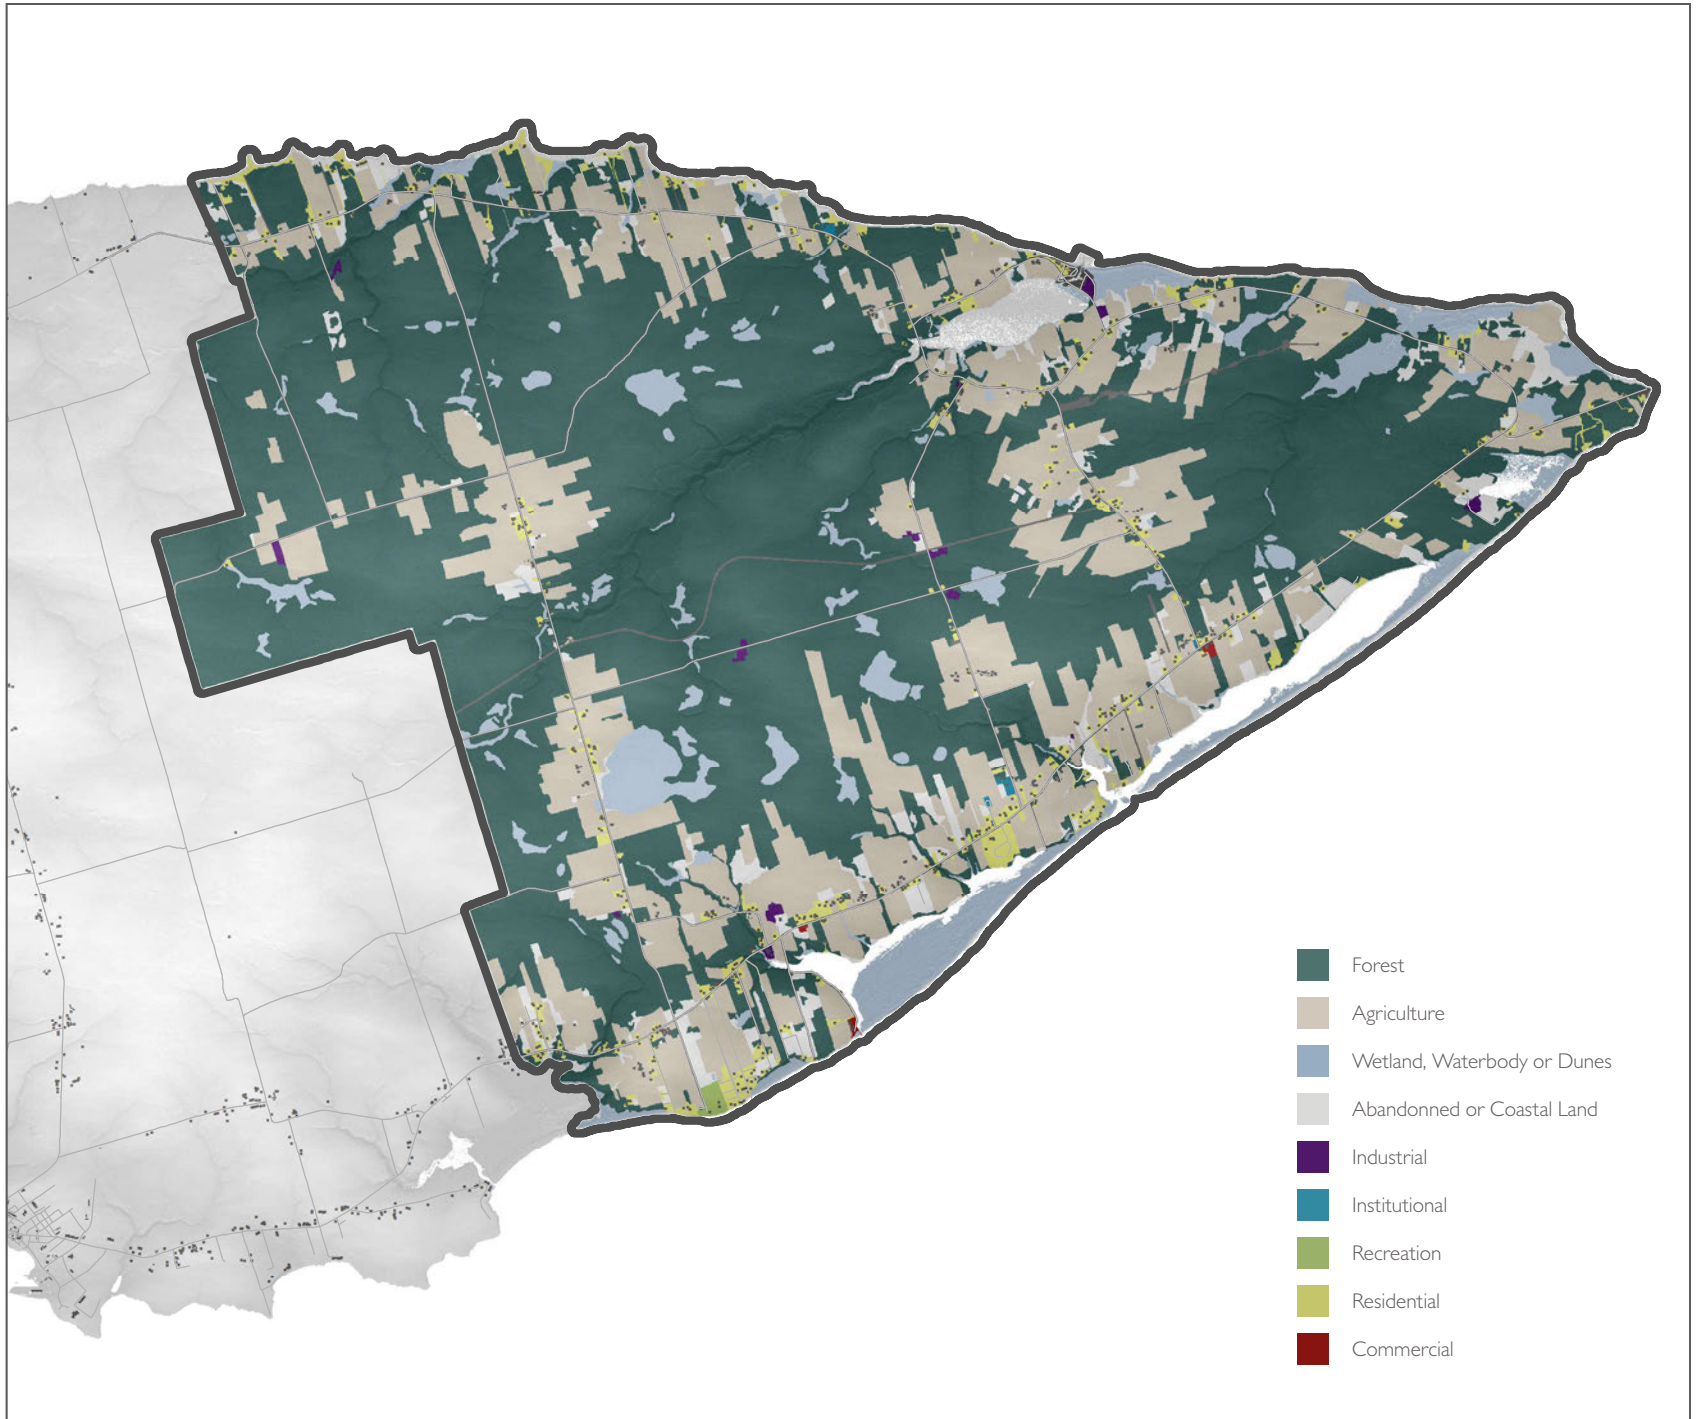 Forest
Agriculture
Wetland, Waterbody or Dunes
Abandonned or Coastal Land
Industrial
Institutional
Recreation
Residential
Commercial